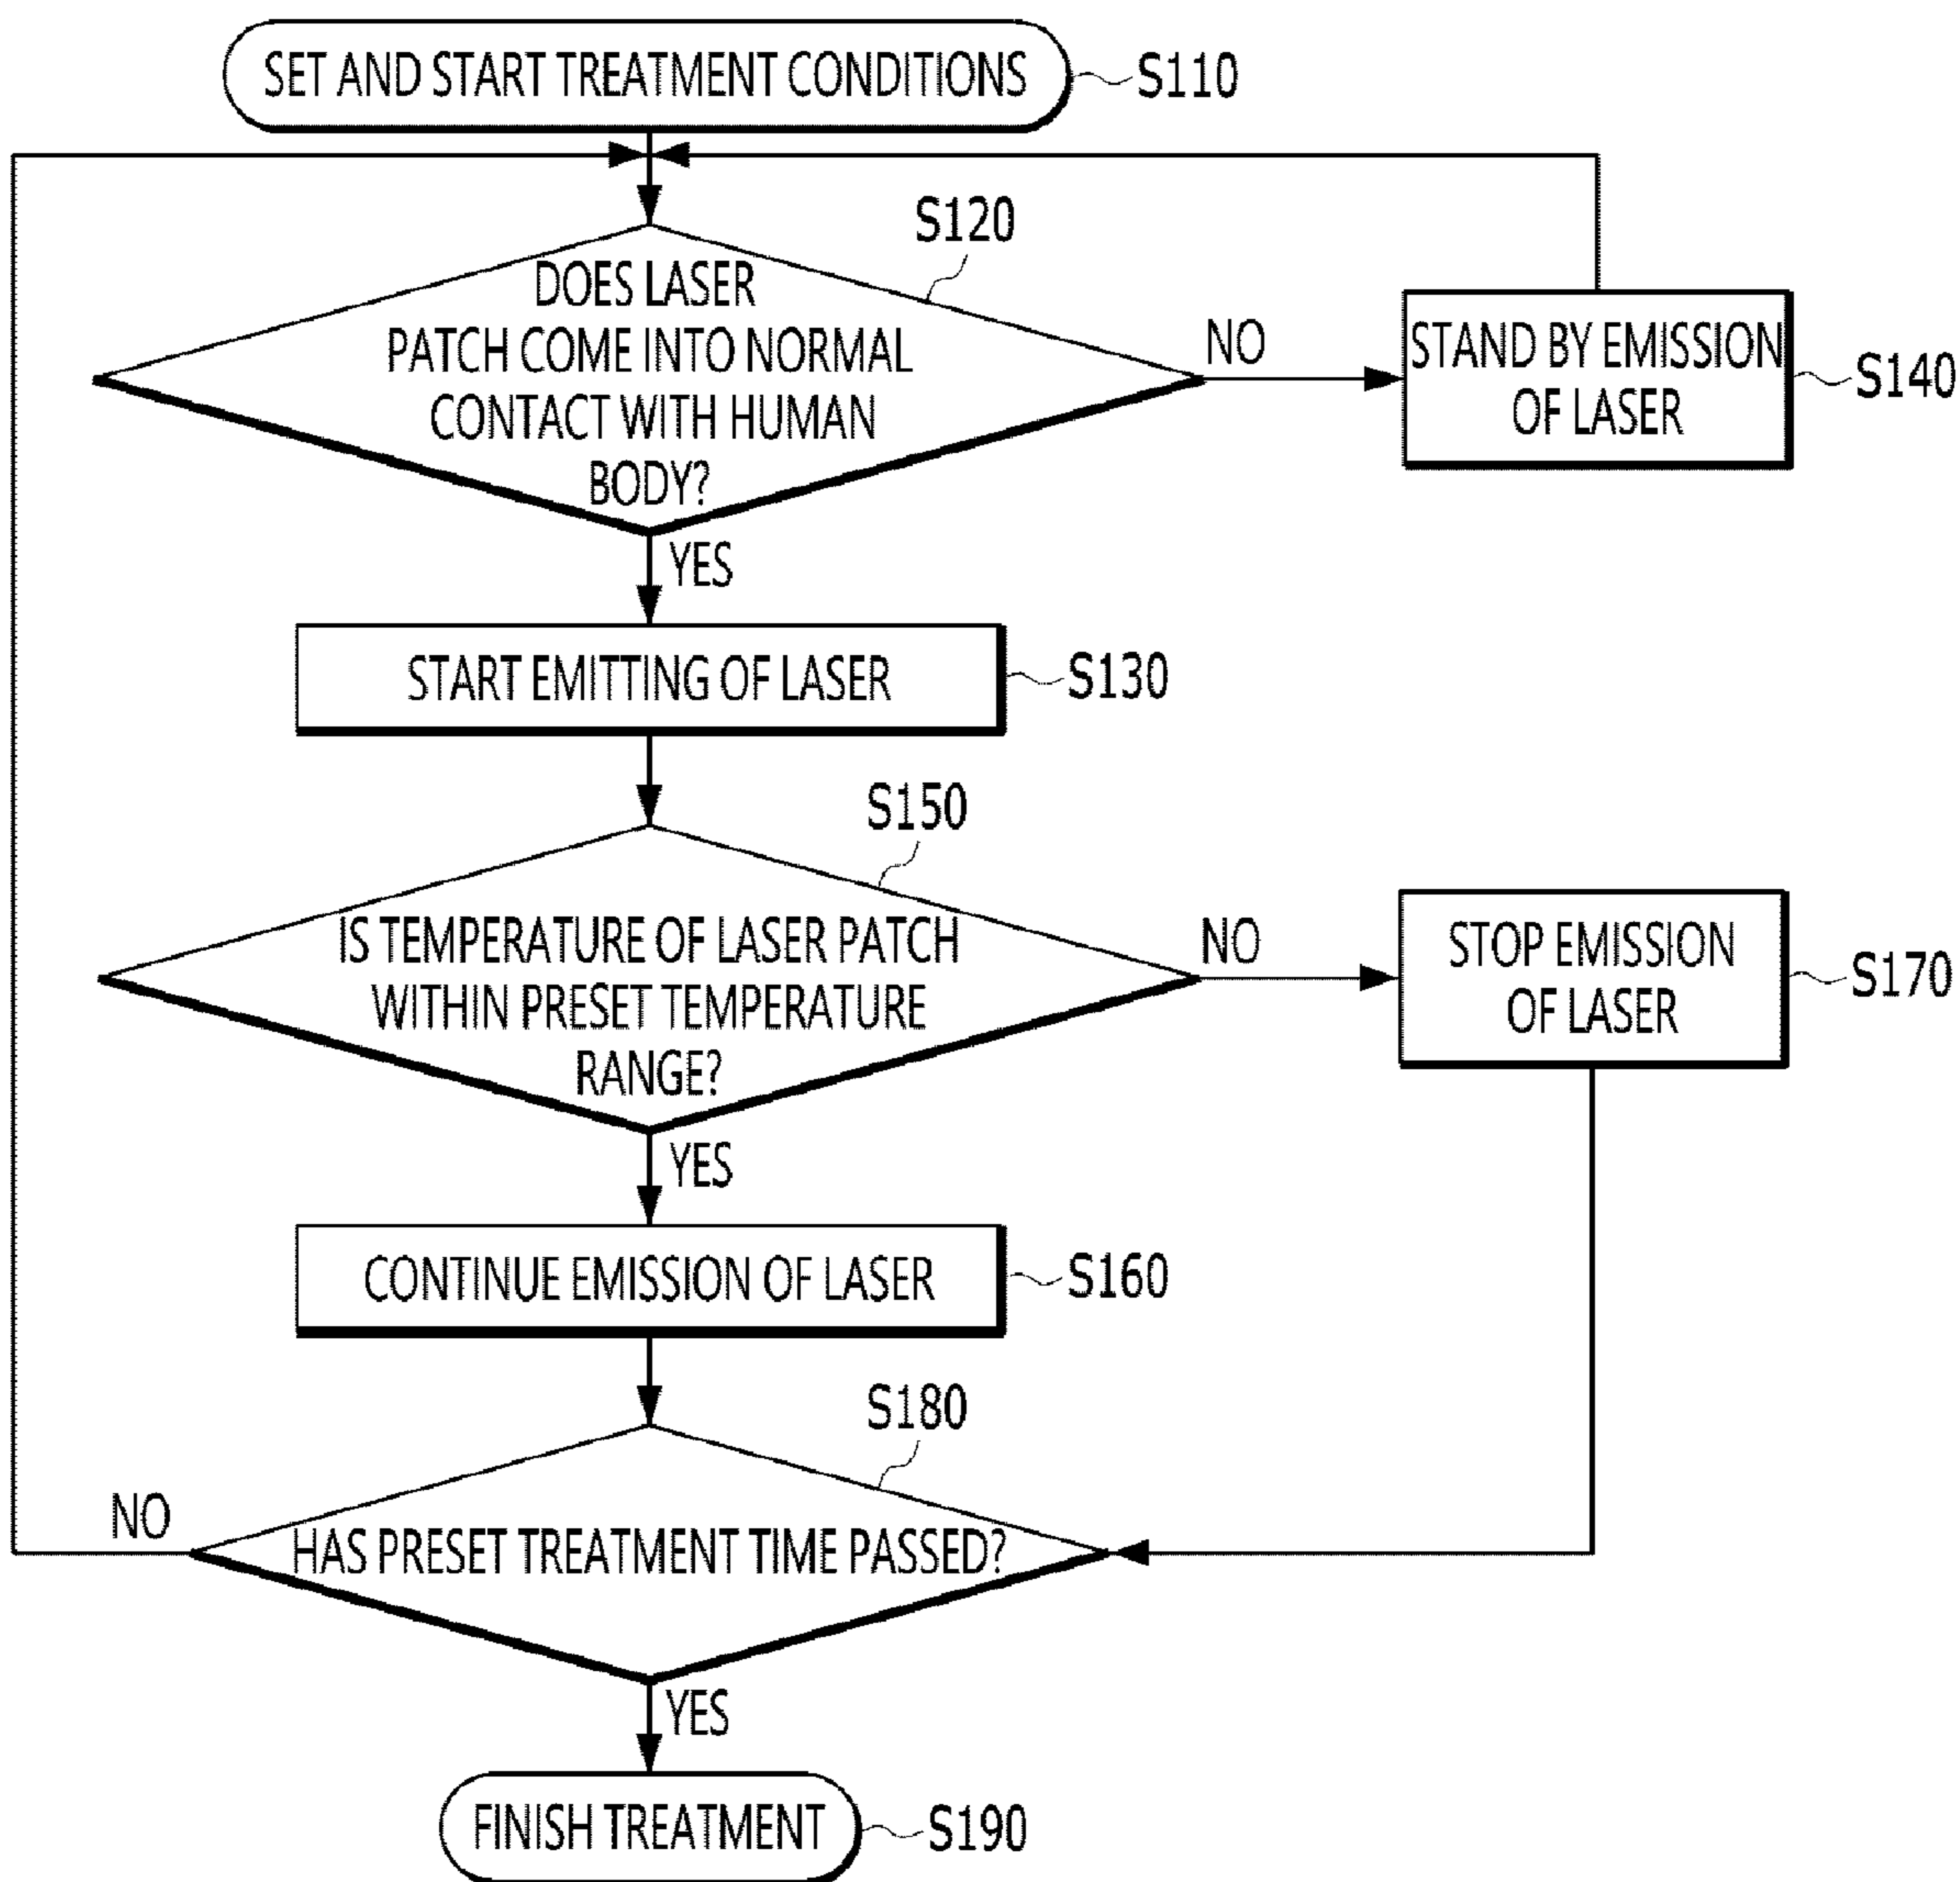 SET AND START TREATMENT CONDITIONS
S110
S120
DOES LASER
PATCH COME INTO NORMAL
CONTACT WITH HUMAN
BODY?
NO
STAND BY EMISSION
OF LASER
S140
YES
START EMITTING OF LASER
S130
S150
IS TEMPERATURE OF LASER PATCH
WITHIN PRESET TEMPERATURE
RANGE?
NO
STOP EMISSION
OF LASER
S170
YES
CONTINUE EMISSION OF LASER
S160
S180
NO
HAS PRESET TREATMENT TIME PASSED?
YES
FINISH TREATMENT
S190